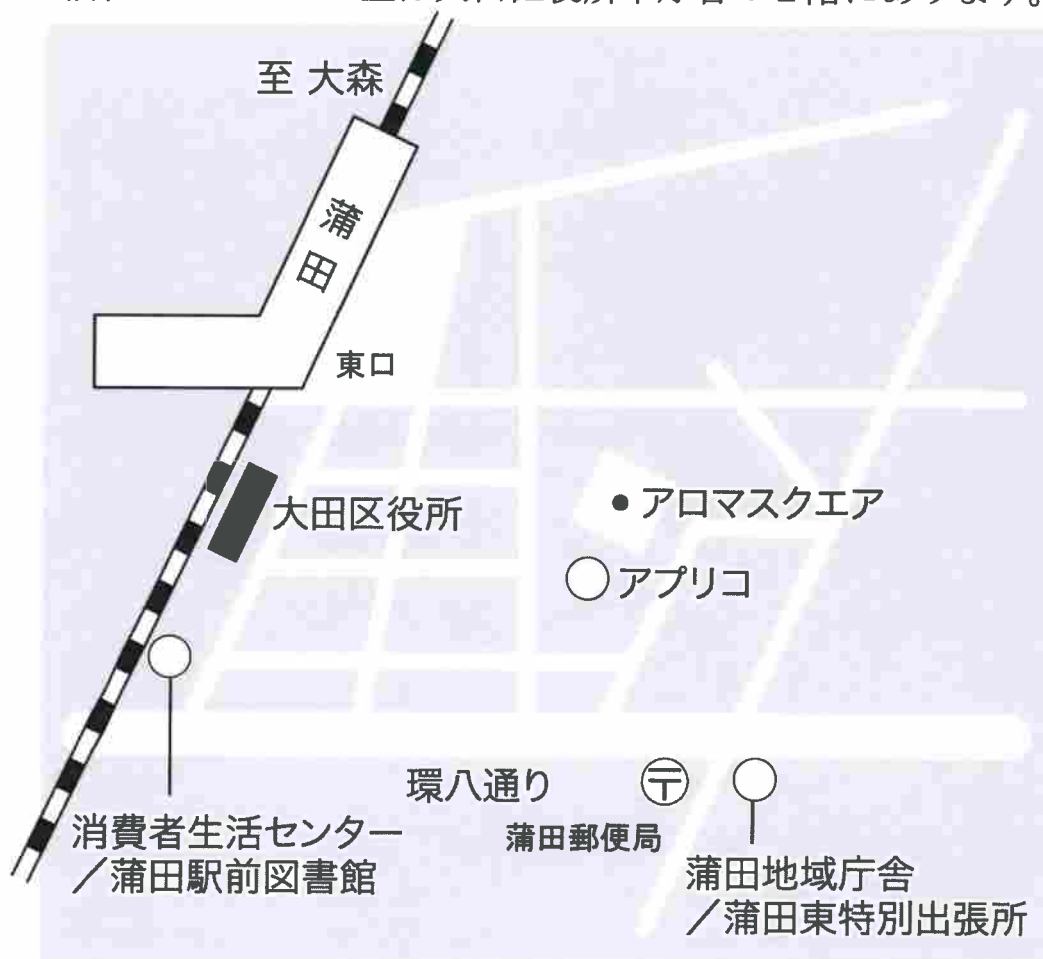 至 大森
蒲田
東口
大田区役所
アロマスクエア
アプリコ
環八通り
〒
蒲田郵便局
消費者生活センター
／蒲田駅前図書館
蒲田地域庁舎
／蒲田東特別出張所